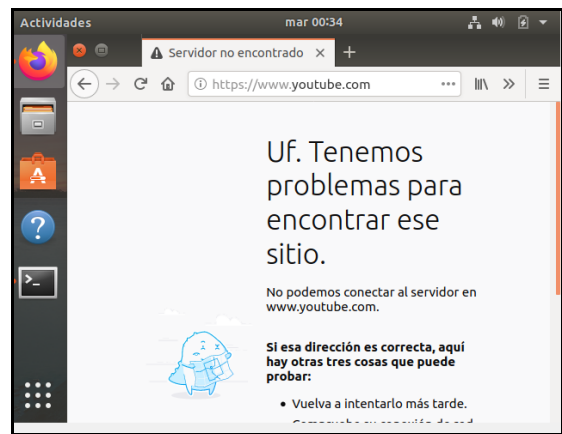 Actividades mar 00:34
Servidor no encontrado
https://www.youtube.com
Uf. Tenemos
problemas para
encontrar ese
sitio.
No podemos conectar al servidor en
www.youtube.com.
Si esa dirección es correcta, aquí
hay otras tres cosas que puede
probar:
Vuelva a intentarlo más tarde.